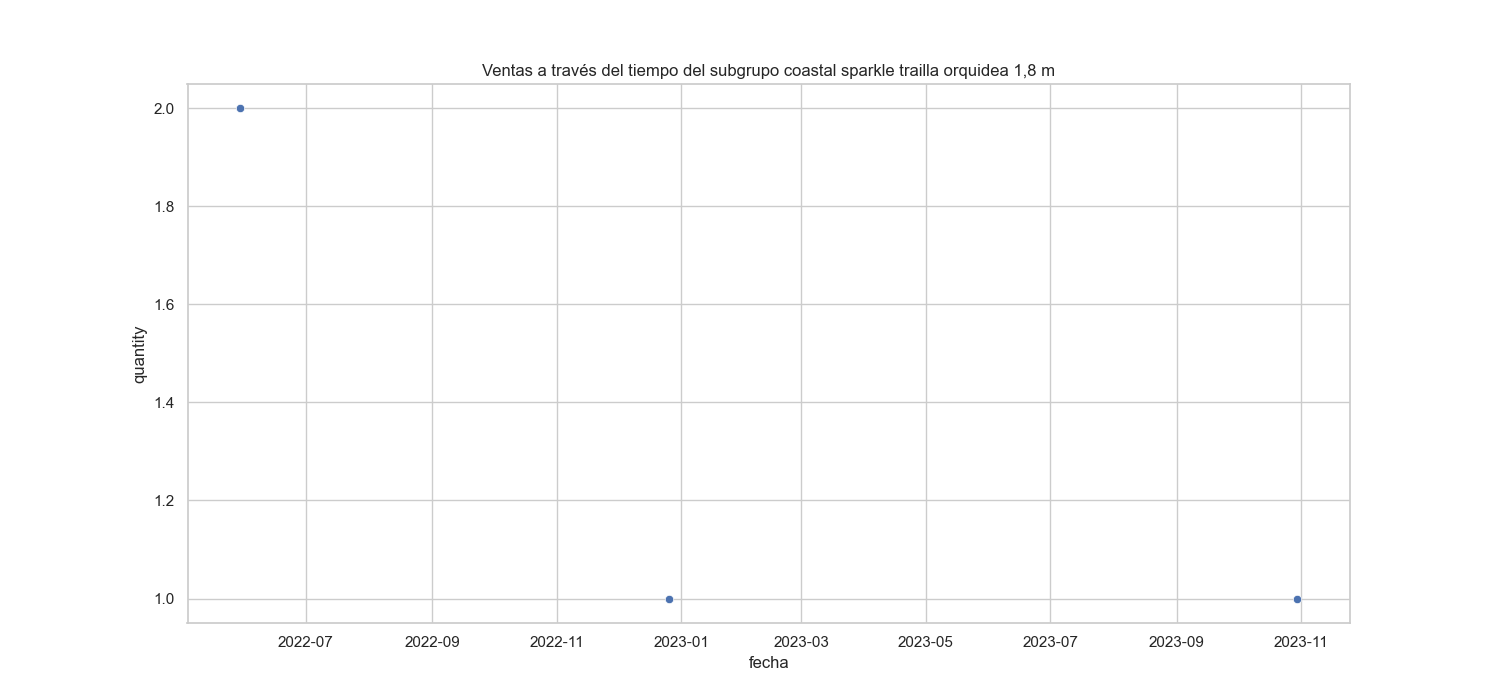 Ventas a través del tiempo del subgrupo coastal sparkle trailla orquidea 1,8 m
2.0
1.8
1.6
1.4
1.2
1.0
quantity
2022-07 2022-09 2022-11 2023-01 2023-03 2023-05 2023-07 2023-09 2023-11
fecha